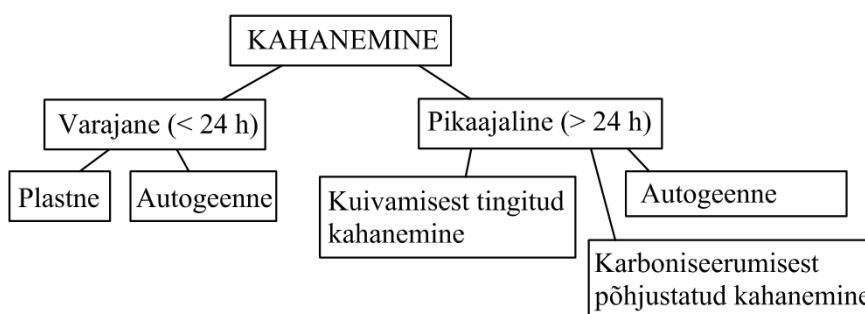 KAHANEMINE
Varajane (< 24 h)
Pikaajaline (> 24 h)
Plastne
Autogeenne
Kuivamisest tingitud
kahanemine
Autogeenne
Karboniseerumisest
põhjustatud kahanemine